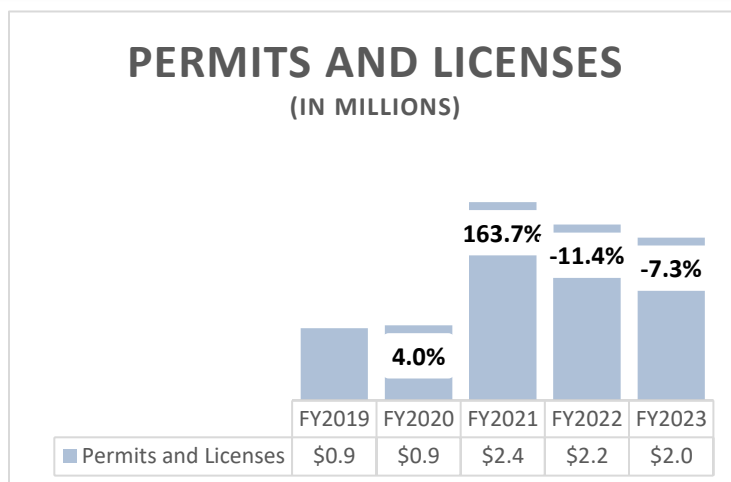 PERMITS AND LICENSES
(IN MILLIONS)
163.7%
-11.4%
-7.3%
4.0%
FY2019 FY2020 FY2021 FY2022 FY2023
Permits and Licenses $0.9 $0.9 $2.4 $2.2 $2.0